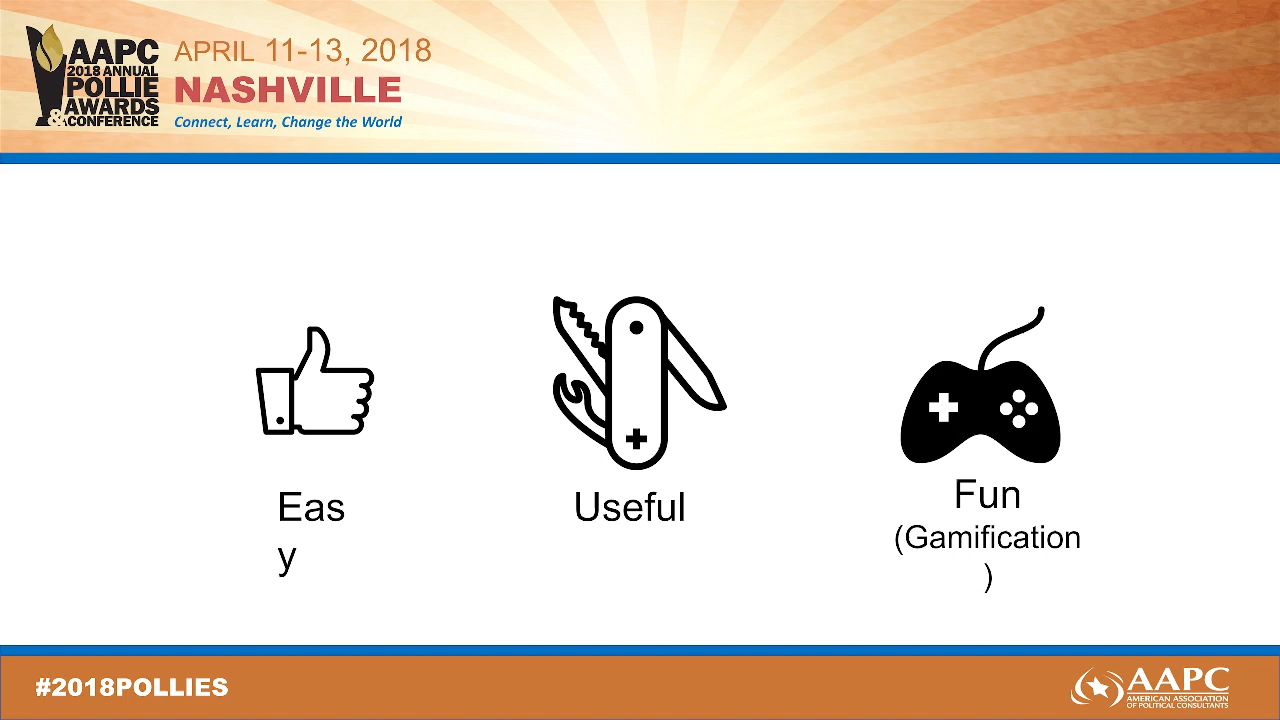 AAPC
2018 ANNUAL
POLLIE
AWARDS
& CONFERENCE
APRIL 11-13, 2018
NASHVILLE
Connect, Learn, Change the World
Eas
y
Useful
Fun
(Gamification
)
#2018POLLIES
AAPC
AMERICAN ASSOCIATION
OF POLITICAL CONSULTANTS